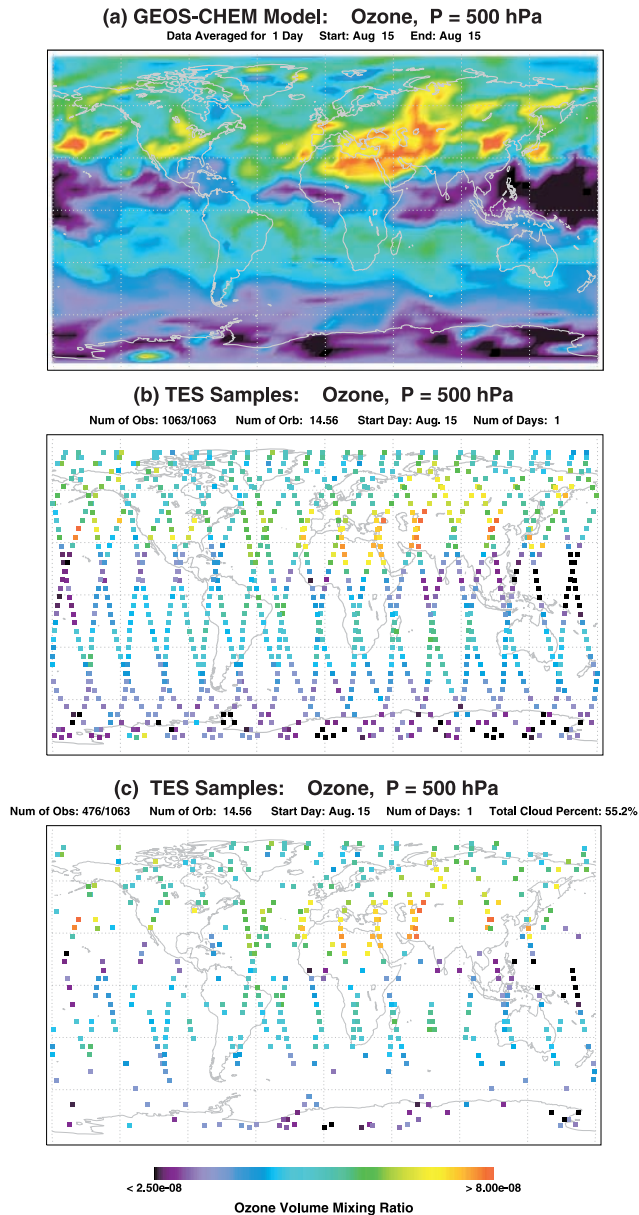 (a) GEOS-CHEM Model: Ozone, P = 500 hPa
Data Averaged for 1 Day Start: Aug 15 End: Aug 15
(b) TES Samples: Ozone, P = 500 hPa
Num of Obs: 1063/1063 Num of Orb: 14.56 Start Day: Aug. 15 Num of Days: 1
(c) TES Samples: Ozone, P = 500 hPa
Num of Obs: 476/1063 Num of Orb: 14.56 Start Day: Aug. 15 Num of Days: 1 Total Cloud Percent: 55.2%
< 2.50e-08 > 8.00e-08
Ozone Volume Mixing Ratio